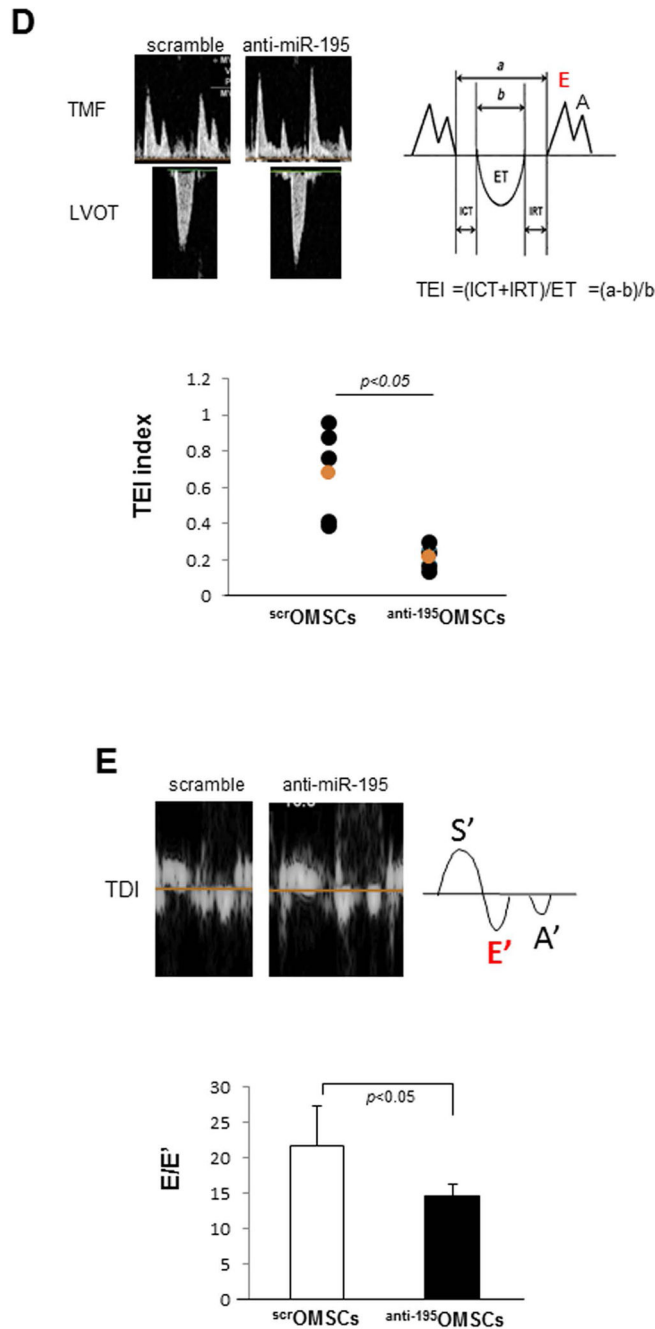 D
scramble
anti-miR-195
TMF
LVOT
a
b
E
A
ET
ICT
IRT
TEI =(ICT+IRT)/ET =(a-b)/b
TEI index
1.2
1
0.8
0.6
0.4
0.2
0
p<0.05
scrOMSCs
anti-195OMSCs
E
scramble
anti-miR-195
TDI
S'
E'
A'
E/E'
30
25
20
15
10
5
0
p<0.05
scrOMSCs
anti-195OMSCs